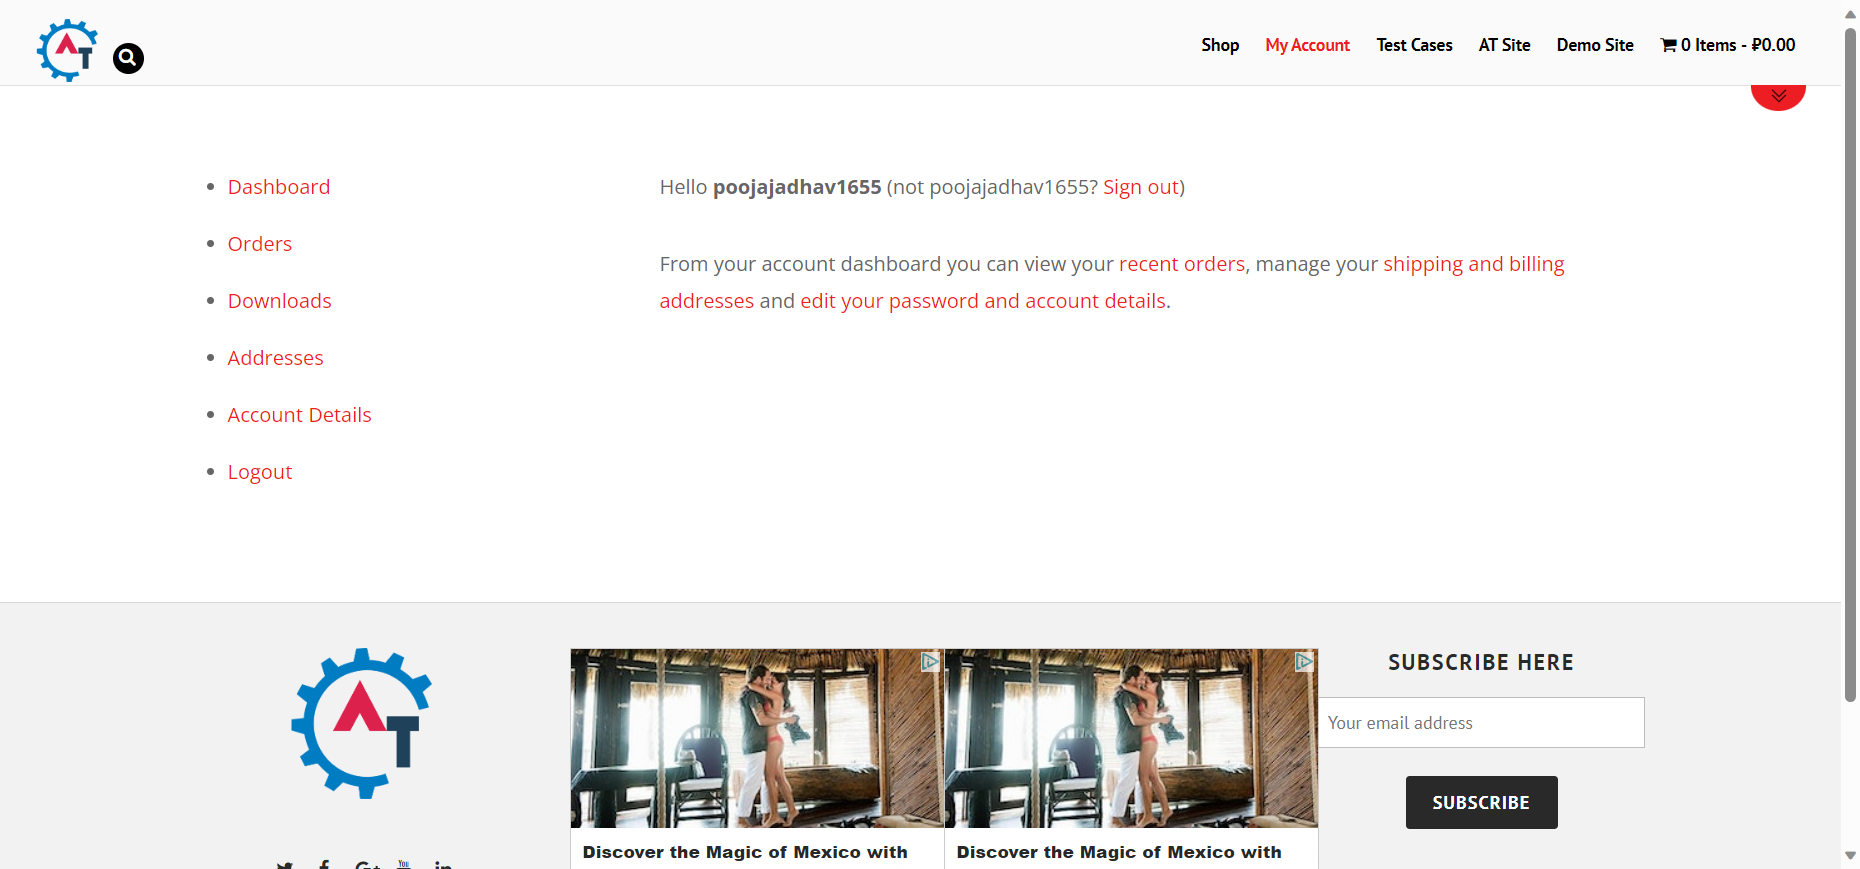 AT
Shop My Account Test Cases AT Site Demo Site 0 Items - ₽0.00
Dashboard
Orders
Downloads
Addresses
Account Details
Logout
Hello poojajadhav1655 (not poojajadhav1655? Sign out)
From your account dashboard you can view your recent orders, manage your shipping and billing
addresses and edit your password and account details.
AT
Discover the Magic of Mexico with
Discover the Magic of Mexico with
SUBSCRIBE HERE
Your email address
SUBSCRIBE
You